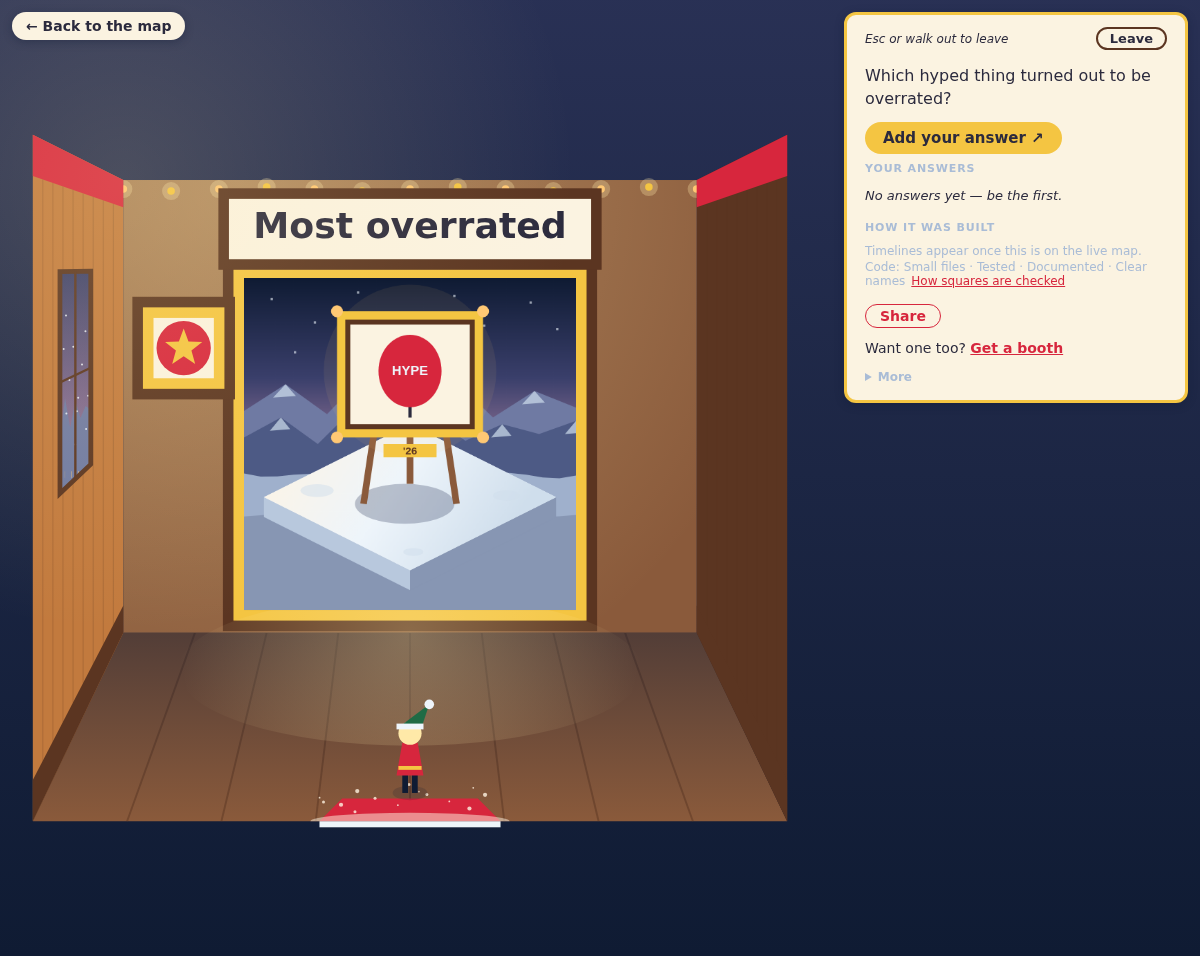 ← Back to the map
Esc or walk out to leave
Leave
Which hyped thing turned out to be
overrated?
Add your answer ↗
YOUR ANSWERS
No answers yet — be the first.
HOW IT WAS BUILT
Timelines appear once this is on the live map.
Code: Small files · Tested · Documented · Clear
names How squares are checked
Share
Want one too? Get a booth
More
Most overrated
HYPE
'26